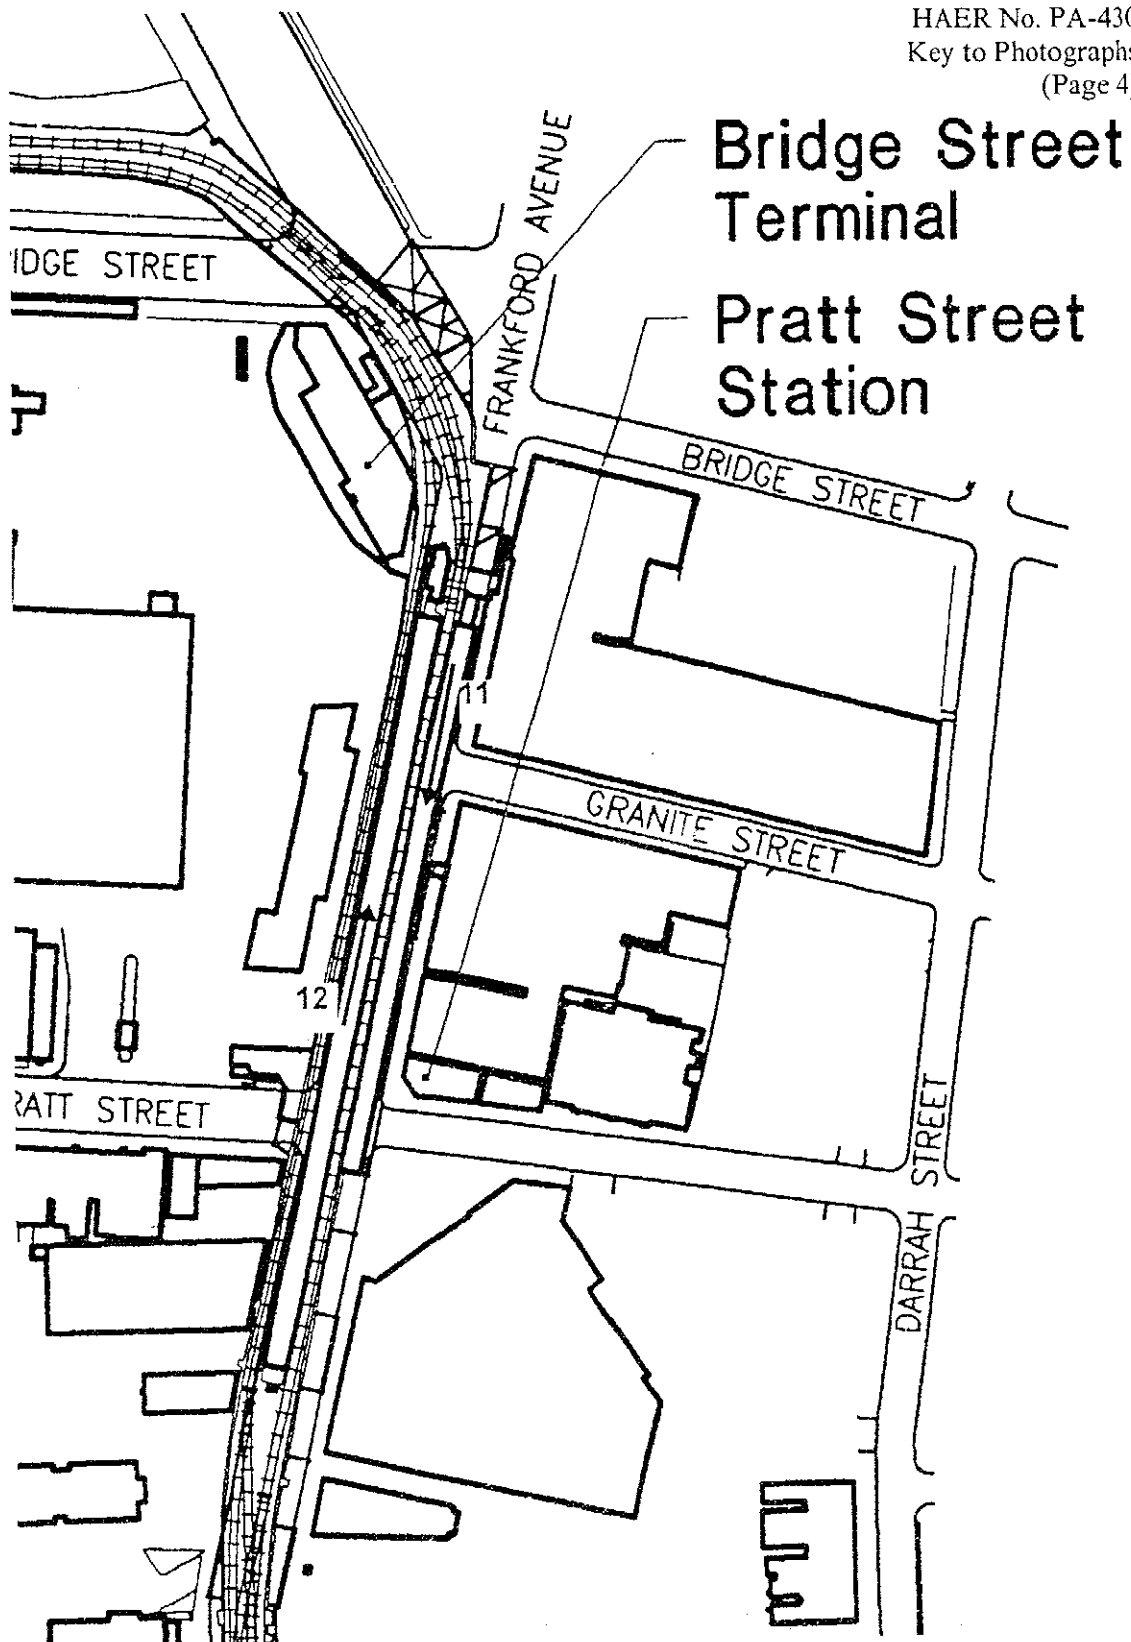 HAER No. PA-430
Key to Photographs
(Page 4)
Bridge Street
Terminal
FRANKFORD AVENUE
IDGE STREET
Pratt Street
Station
BRIDGE STREET
11
GRANITE STREET
12
RATT STREET
DARRAH STREET